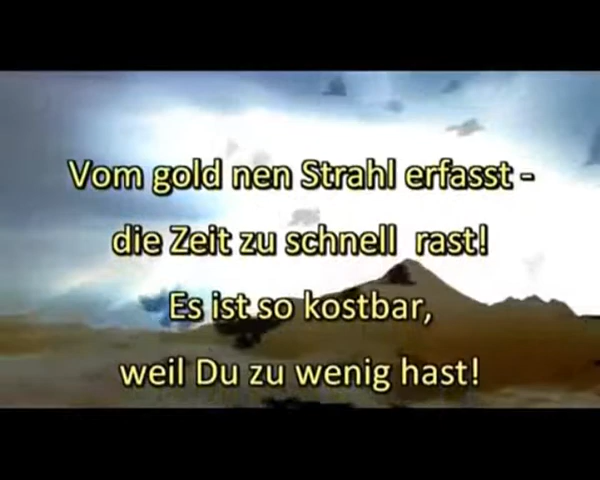 Vom gold nen Strahl erfasst -
die Zeit zu schnell  rast!
Es ist so kostbar,
weil Du zu wenig hast!